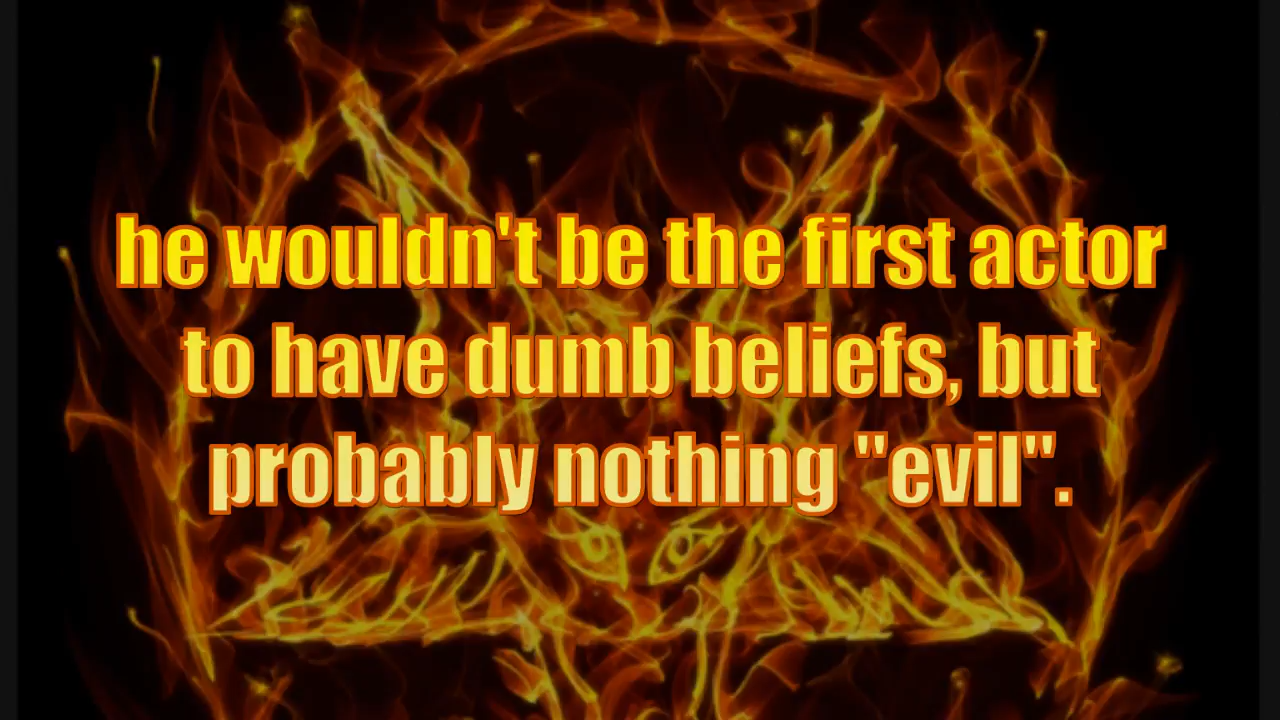 he wouldn't be the first actor
to have dumb beliefs, but
probably nothing "evil".